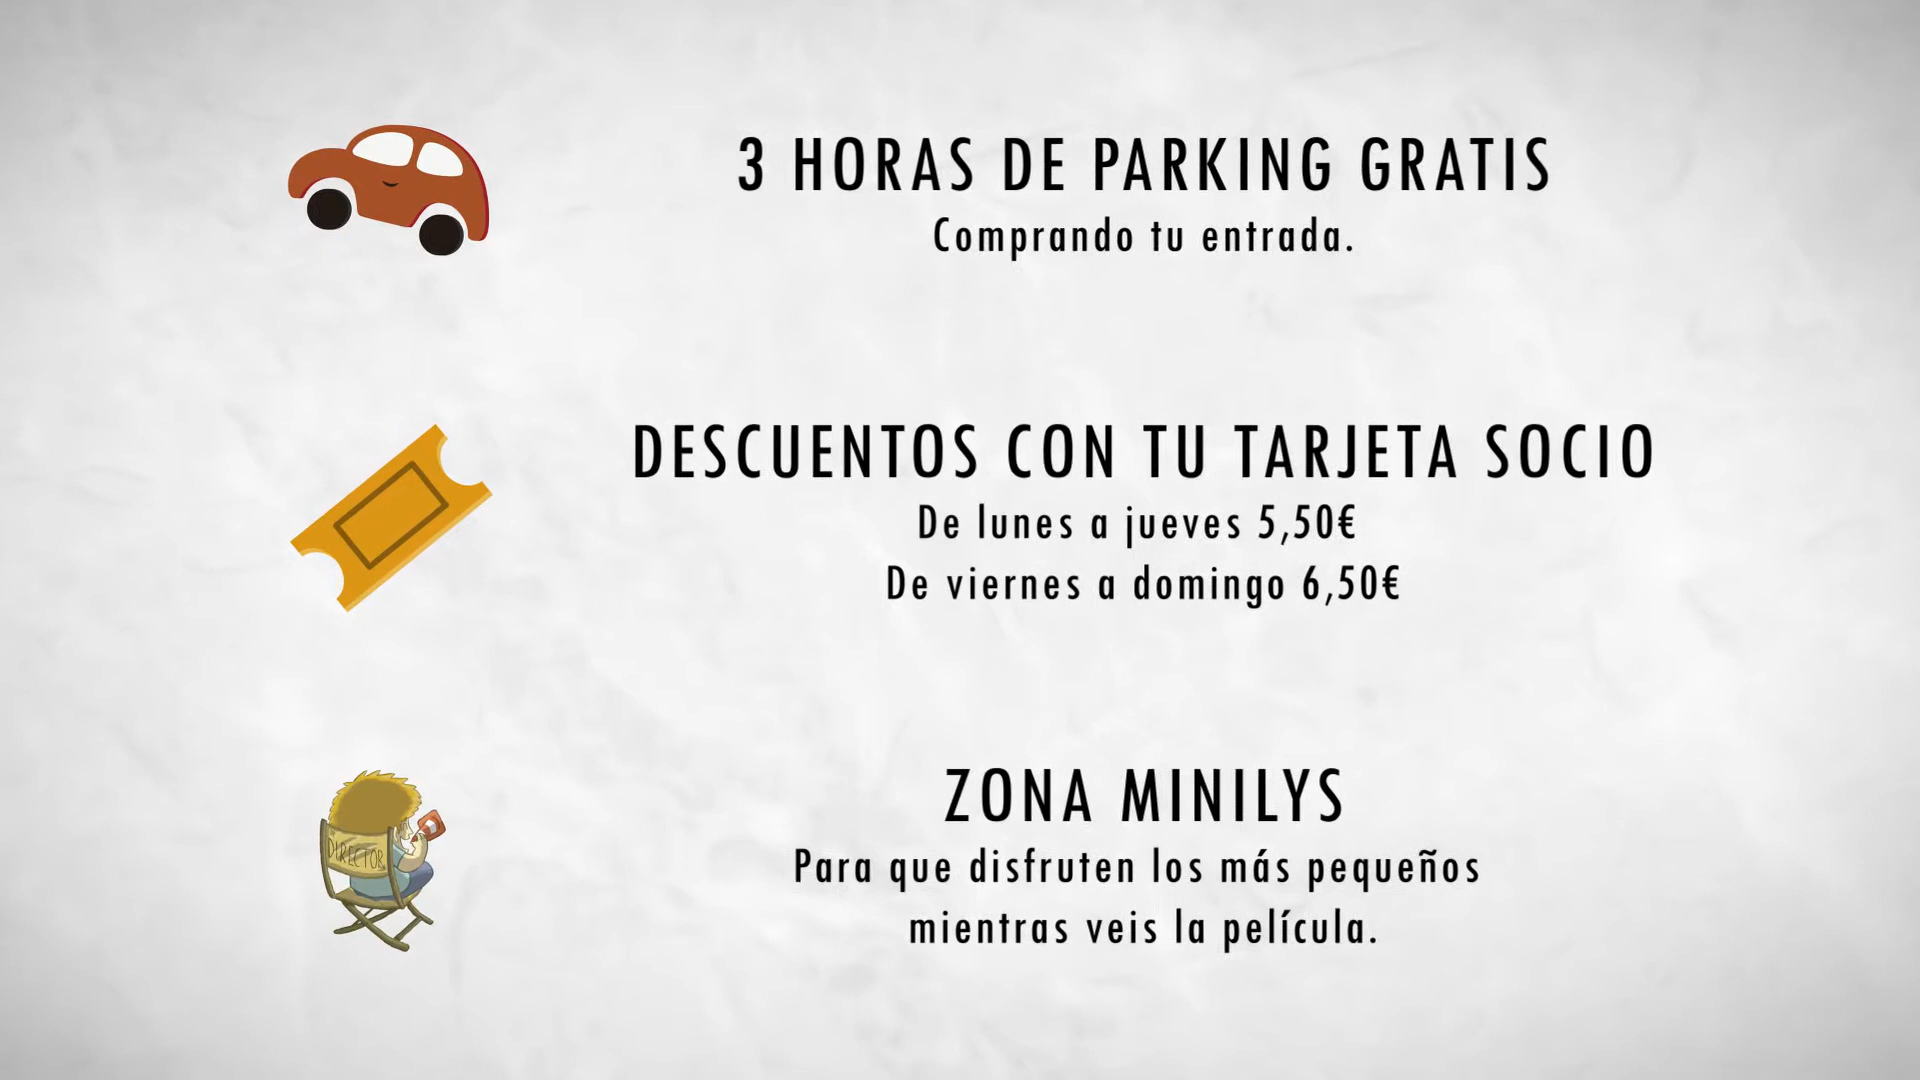 3 HORAS DE PARKING GRATIS
Comprando tu entrada.
DESCUENTOS CON TU TARJETA SOCIO
De lunes a jueves 5,50€
De viernes a domingo 6,50€
DIRECTOR
ZONA MINILYS
Para que disfruten los más pequeños
mientras veis la película.